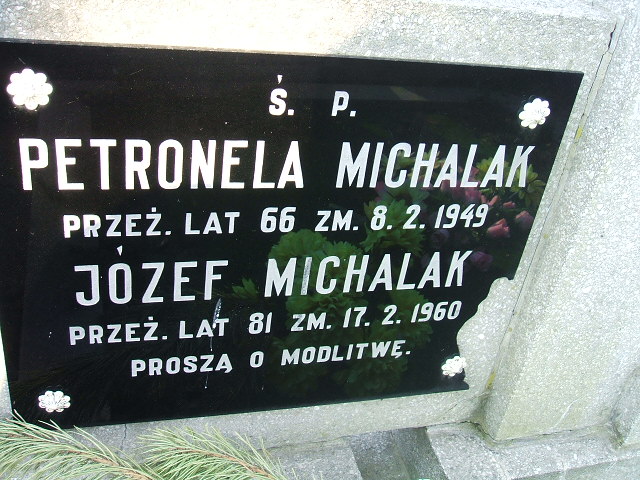 Ś. P.
PETRONELA MICHALAK
PRZEŻ. LAT 66 ZM. 8. 2. 1949
JÓZEF MICHALAK
PRZEŻ. LAT 81 ZM. 17. 2. 1960
PROSZĄ O MODLITWĘ.